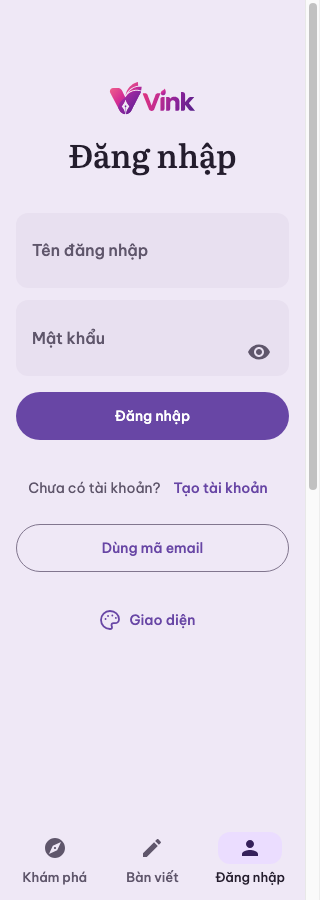 Vink
Đăng nhập
Tên đăng nhập
Mật khẩu
Đăng nhập
Chưa có tài khoản? Tạo tài khoản
Dùng mã email
Giao diện
Khám phá Bàn viết Đăng nhập